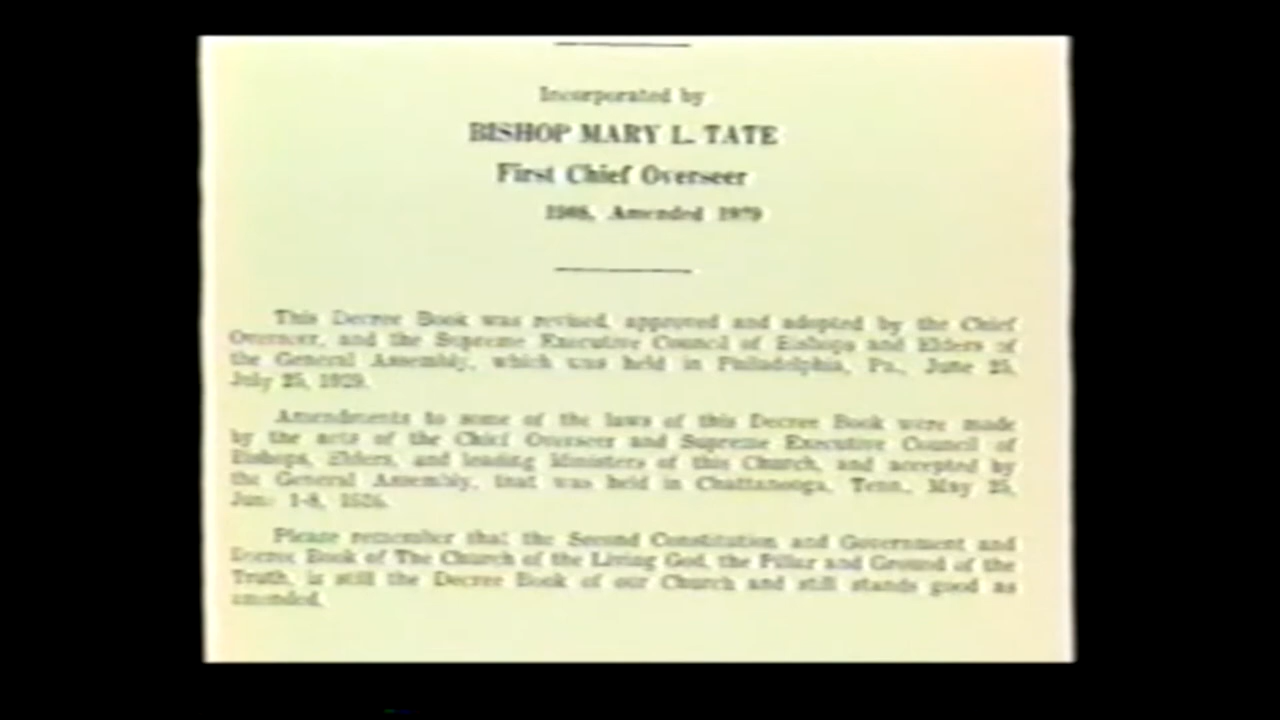 Incorporated by
BISHOP MARY L. TATE
First Chief Overseer
Amended 1979
This Decree Book was revised, approved and adopted by the Chief
Overseer, and the Supreme Executive Council of Bishops and Elders of
the General Assembly, which was held in Philadelphia, Pa., June 25,
July 25, 1929.
Amendments to some of the laws of this Decree Book were made
by the acts of the Chief Overseer and Supreme Executive Council of
Bishops, Elders, and leading Ministers of this Church, and accepted by
the General Assembly, that was held in Chattanooga, Tenn., May 25,
June 1-8,
Please remember that the Second Constitution and Government and
Decree Book of The Church of the Living God, the Pillar and Ground of the
Truth, is still the Decree Book of our Church and still stands good as
amended.